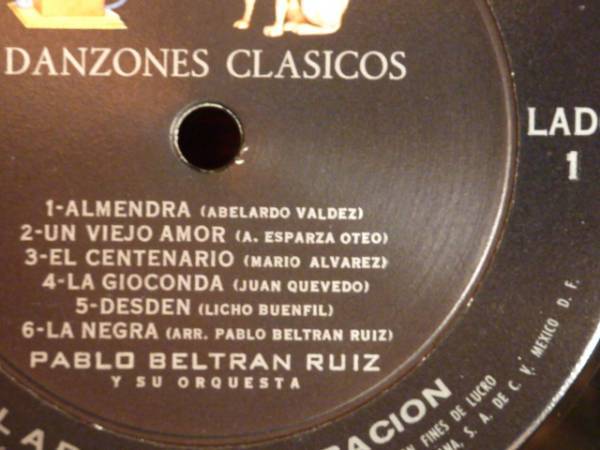 DANZONES CLASICOS
LAD
1
1-ALMENDRA (ABELARDO VALDEZ)
2-UN VIEJO AMOR (A. ESPARZA OTEO)
3-EL CENTENARIO (MARIO ALVAREZ)
4-LA GIOCONDA (JUAN QUEVEDO)
5-DESDEN (LICHO BUENFIL)
6-LA NEGRA (ARR. PABLO BELTRAN RUIZ)
PABLO BELTRAN RUIZ
Y SU ORQUESTA
FINES DE LUCRO
S. A. DE C. V. MEXICO D. F.